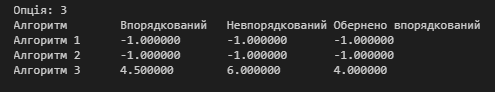 Опція: 3
Алгоритм Впорядкований Невпорядкований Обернено впорядкований
Алгоритм 1 -1.000000 -1.000000 -1.000000
Алгоритм 2 -1.000000 -1.000000 -1.000000
Алгоритм 3 4.500000 6.000000 4.000000